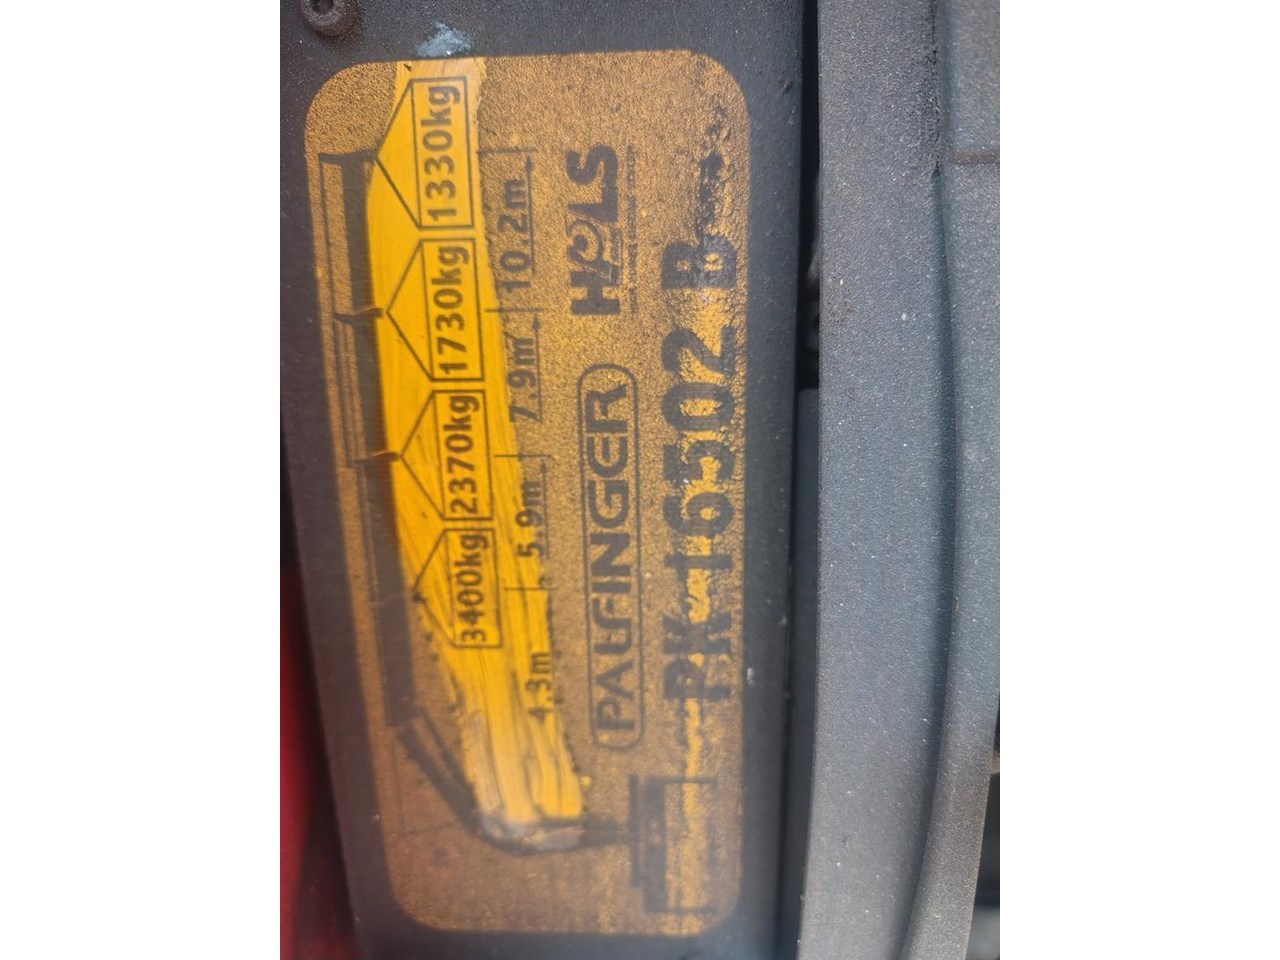 3400kg 2370kg 1730kg 1330kg
4.3m 5.9m 7.9m 10.2m
PALFINGER HOLS
PK 16502 B